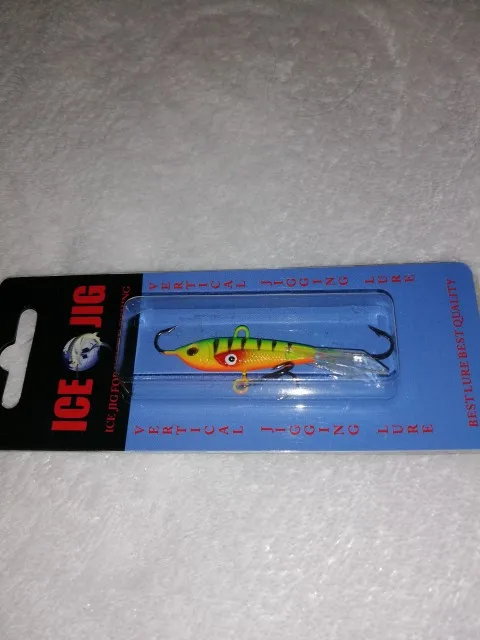 ICE JIG
ICE JIG FOR
VERTICAL JIGGING LURE
VERTICAL JIGGING LURE
BEST LURE BEST QUALITY